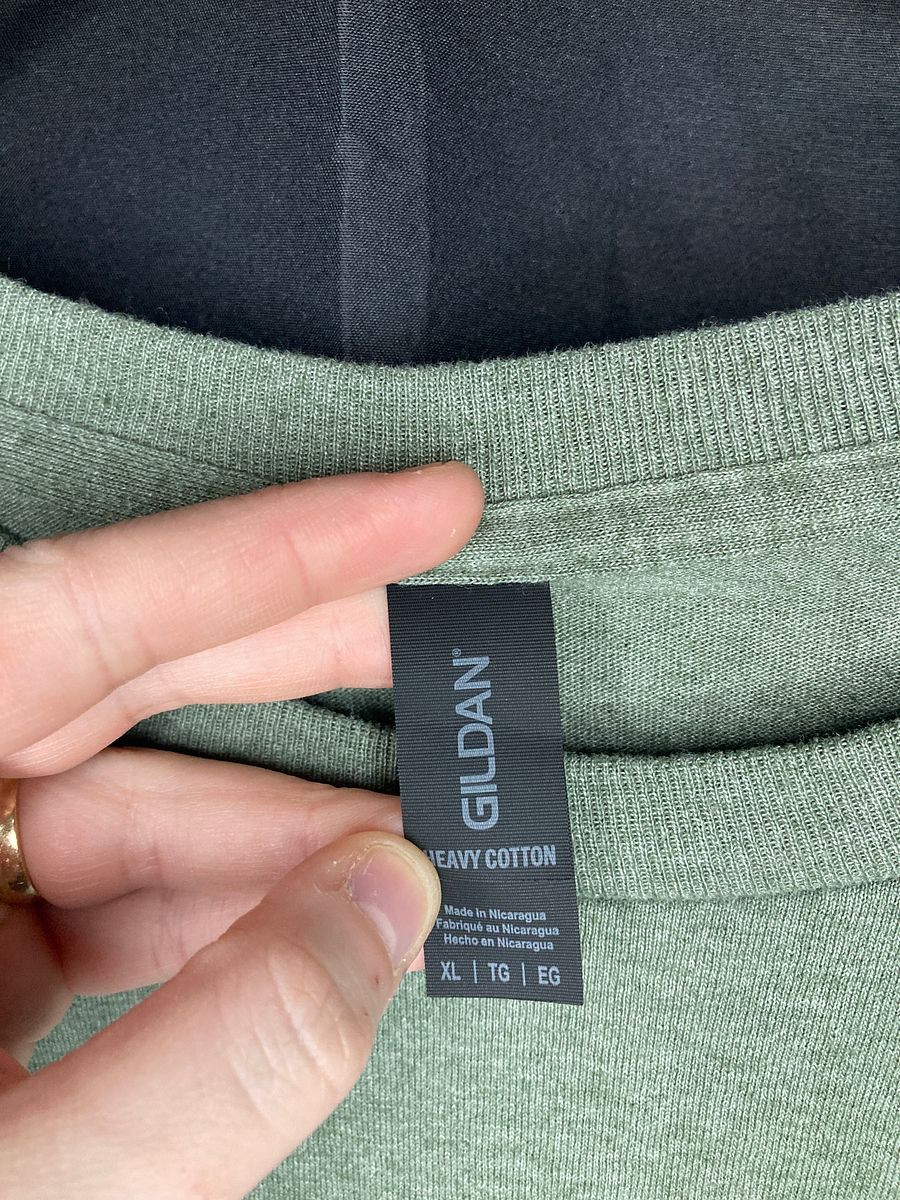 GILDAN®
HEAVY COTTON
Made in Nicaragua
Fabriqué au Nicaragua
Hecho en Nicaragua
XL | TG | EG